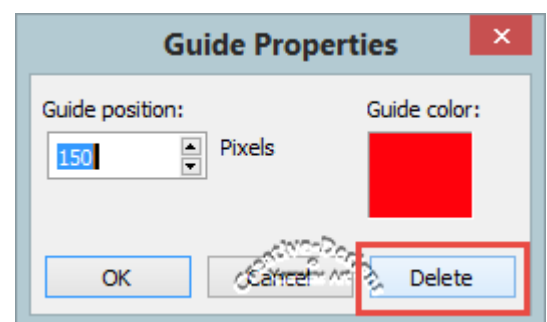 Guide Properties
Guide position:
Guide color:
150
Pixels
OK
Cancel
Delete